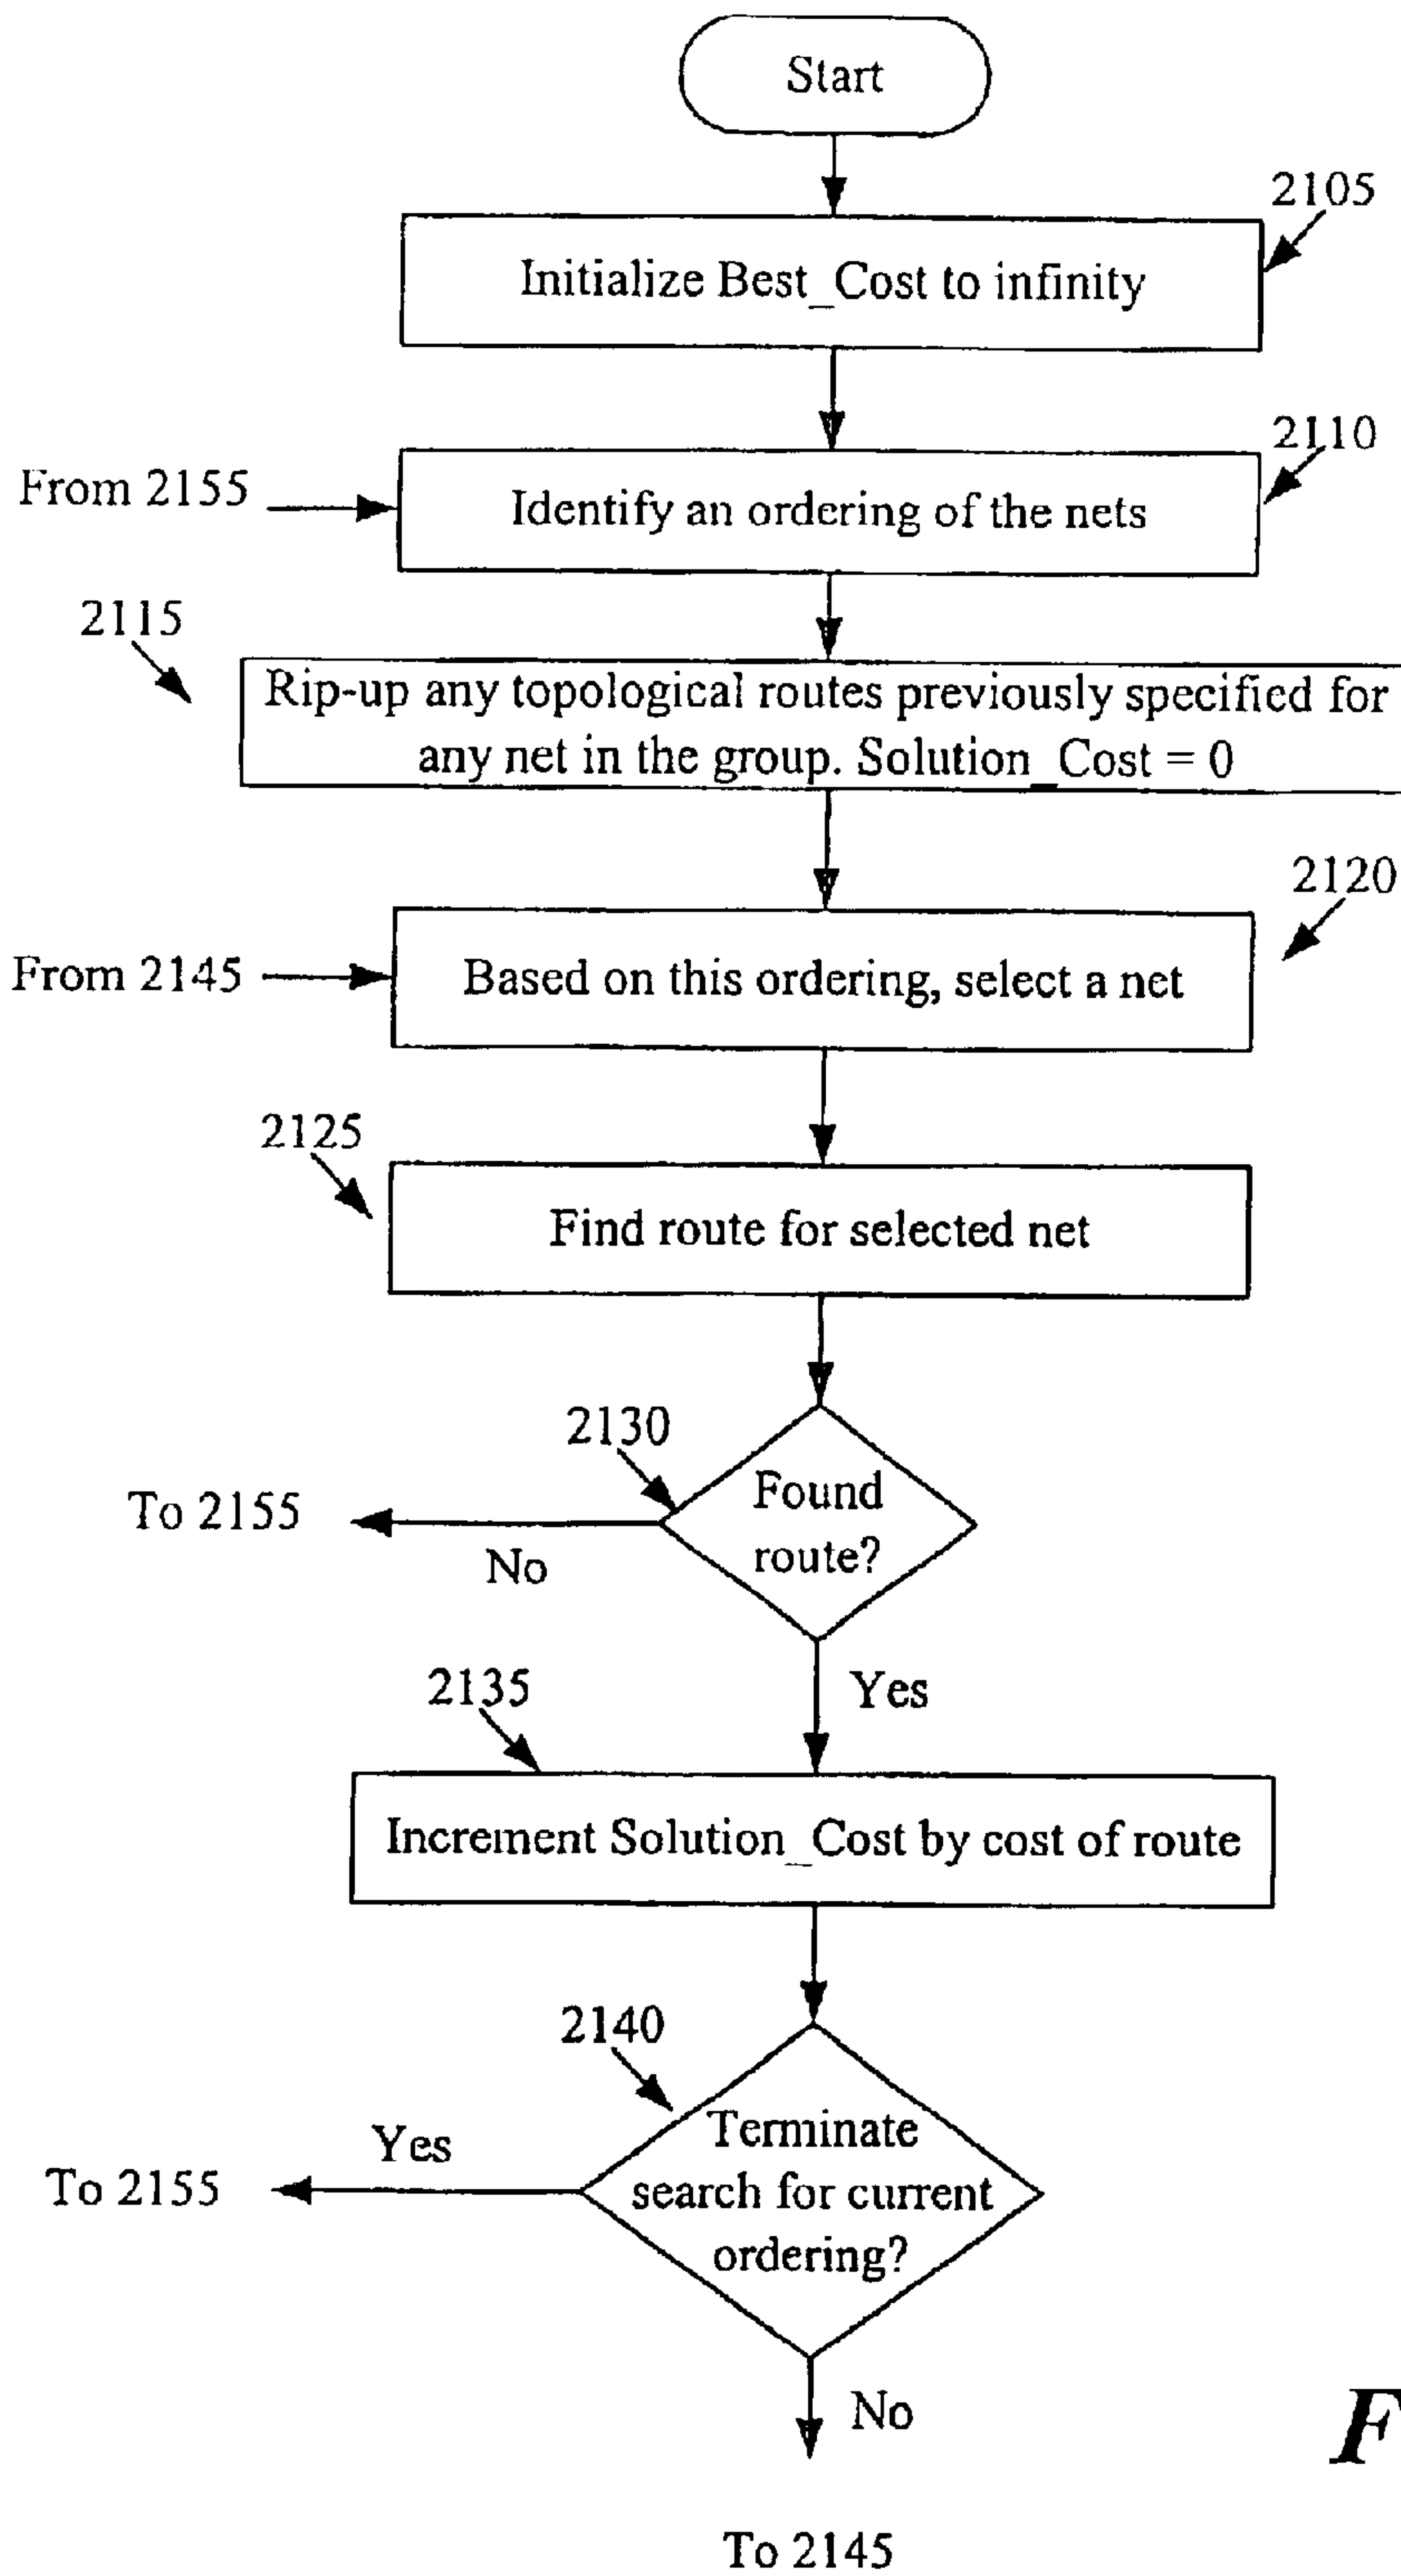 Start
2105
Initialize Best_Cost to infinity
2110
From 2155
Identify an ordering of the nets
2115
Rip-up any topological routes previously specified for
any net in the group. Solution_Cost = 0
2120
From 2145
Based on this ordering, select a net
2125
Find route for selected net
2130
Found
route?
To 2155
No
Yes
2135
Increment Solution_Cost by cost of route
2140
Terminate
search for current
ordering?
Yes
To 2155
No
F
To 2145